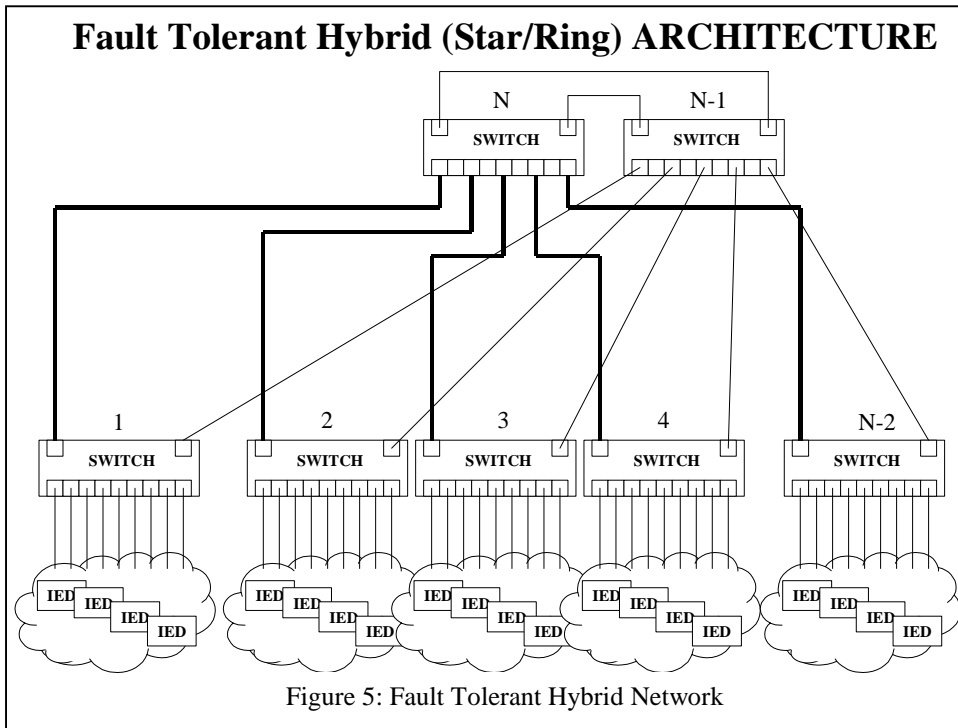 Fault Tolerant Hybrid (Star/Ring) ARCHITECTURE
N N-1
SWITCH SWITCH
1 2 3 4 N-2
SWITCH SWITCH SWITCH SWITCH SWITCH
IED IED IED IED IED
IED IED IED IED IED
IED IED IED IED IED
IED IED IED IED IED
Figure 5: Fault Tolerant Hybrid Network